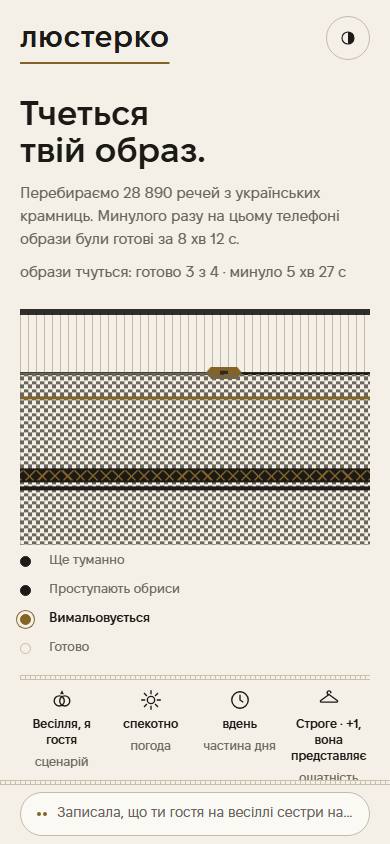 люстерко
Тчеться
твій образ.
Перебираємо 28 890 речей з українських
крамниць. Минулого разу на цьому телефоні
образи були готові за 8 хв 12 с.
образи тчуться: готово 3 з 4 · минуло 5 хв 27 с
Ще туманно
Проступають обриси
Вимальовується
Готово
Весілля, я
гостя
сценарій
спекотно
погода
вдень
частина дня
Строге · +1,
вона
представляє
ошатність
Записала, що ти гостя на весіллі сестри на...